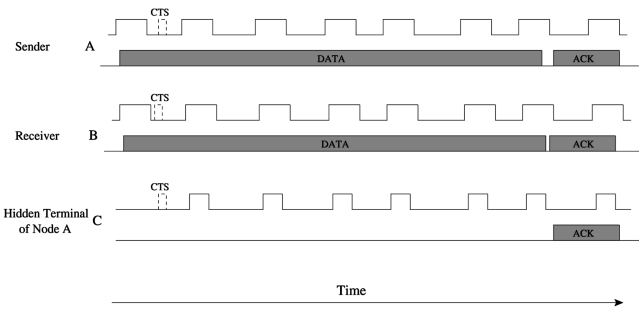 CTS
Sender A
DATA
ACK
CTS
Receiver B
DATA
ACK
CTS
Hidden Terminal
of Node A C
ACK
Time